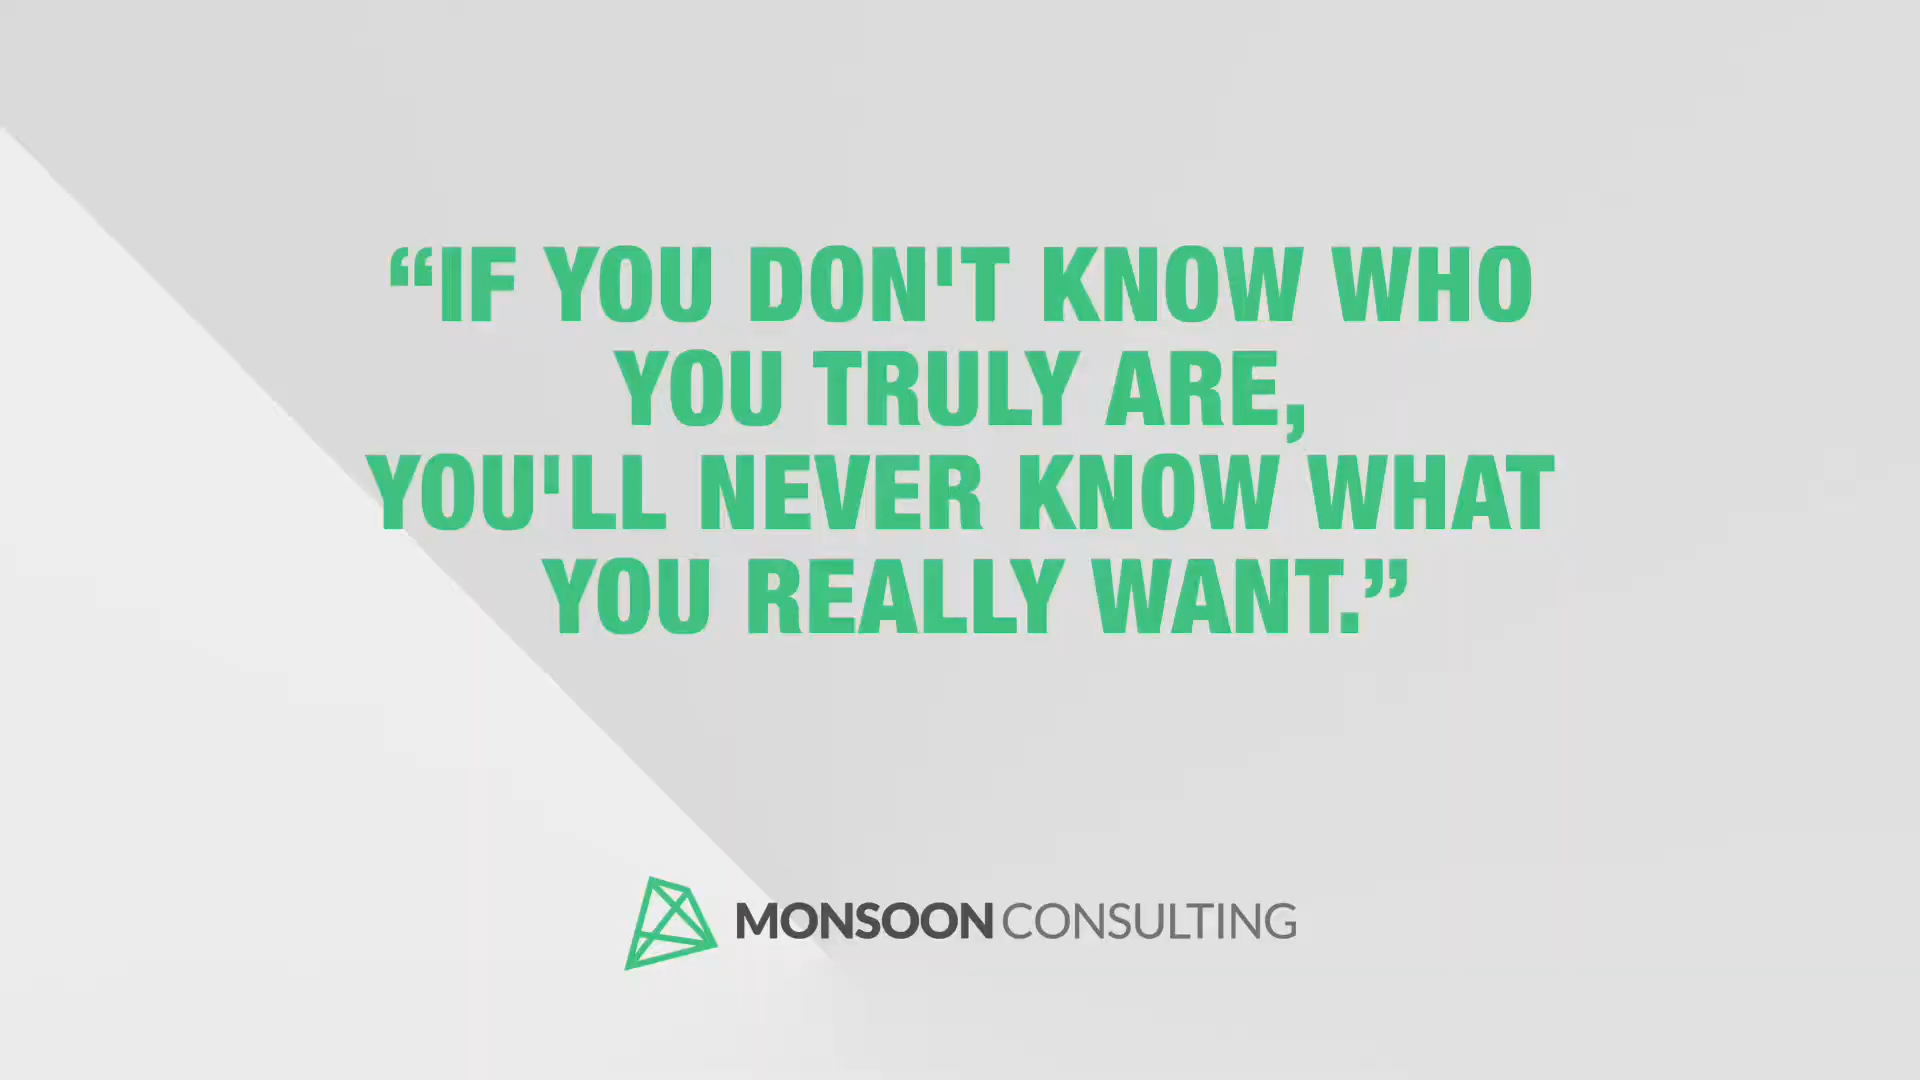 “IF YOU DON'T KNOW WHO
YOU TRULY ARE,
YOU'LL NEVER KNOW WHAT
YOU REALLY WANT.”
MONSOON CONSULTING